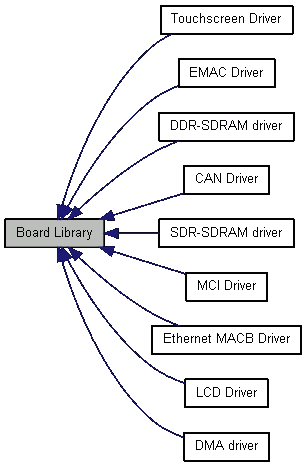 Touchscreen Driver
EMAC Driver
DDR-SDRAM driver
CAN Driver
Board Library
SDR-SDRAM driver
MCI Driver
Ethernet MACB Driver
LCD Driver
DMA driver